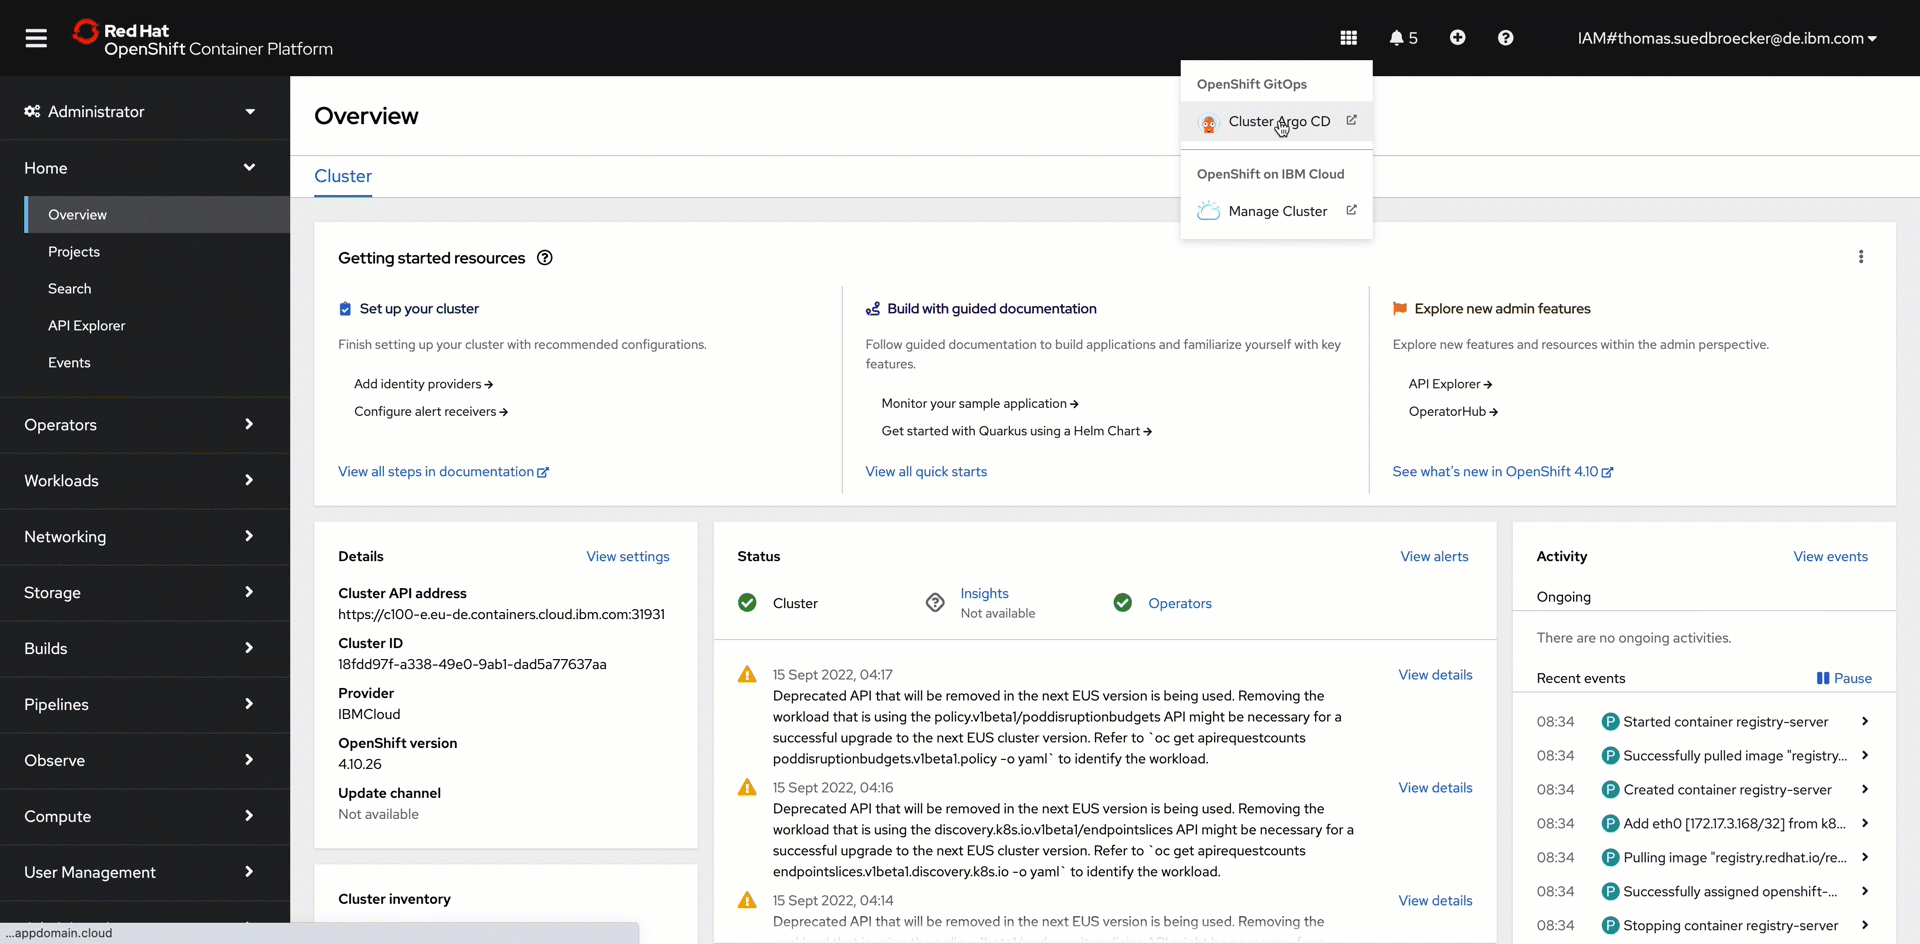 Red Hat
OpenShift Container Platform
5
IAM#thomas.suedbroecker@de.ibm.com
OpenShift GitOps
Cluster Argo CD
OpenShift on IBM Cloud
Manage Cluster
Administrator
Home
Overview
Projects
Search
API Explorer
Events
Operators
Workloads
Networking
Storage
Builds
Pipelines
Observe
Compute
User Management
...appdomain.cloud
Overview
Cluster
Getting started resources
Set up your cluster
Finish setting up your cluster with recommended configurations.
Add identity providers
Configure alert receivers
View all steps in documentation
Build with guided documentation
Follow guided documentation to build applications and familiarize yourself with key
features.
Monitor your sample application
Get started with Quarkus using a Helm Chart
View all quick starts
Explore new admin features
Explore new features and resources within the admin perspective.
API Explorer
OperatorHub
See what's new in OpenShift 4.10
Details
View settings
Cluster API address
https://c100-e.eu-de.containers.cloud.ibm.com:31931
Cluster ID
18fdd97f-a338-49e0-9ab1-dad5a77637aa
Provider
IBMCloud
OpenShift version
4.10.26
Update channel
Not available
Cluster inventory
Status
View alerts
Cluster
Insights
Not available
Operators
15 Sept 2022, 04:17
View details
Deprecated API that will be removed in the next EUS version is being used. Removing the
workload that is using the policy.v1beta1/poddisruptionbudgets API might be necessary for a
successful upgrade to the next EUS cluster version. Refer to `oc get apirequestcounts
poddisruptionbudgets.v1beta1.policy -o yaml` to identify the workload.
15 Sept 2022, 04:16
View details
Deprecated API that will be removed in the next EUS version is being used. Removing the
workload that is using the discovery.k8s.io.v1beta1/endpointslices API might be necessary for a
successful upgrade to the next EUS cluster version. Refer to `oc get apirequestcounts
endpointslices.v1beta1.discovery.k8s.io -o yaml` to identify the workload.
15 Sept 2022, 04:14
View details
Deprecated API that will be removed in the next EUS version is being used. Removing the
Activity
View events
Ongoing
There are no ongoing activities.
Recent events
Pause
08:34 P Started container registry-server
08:34 P Successfully pulled image "registry...
08:34 P Created container registry-server
08:34 P Add eth0 [172.17.3.168/32] from k8...
08:34 P Pulling image "registry.redhat.io/re...
08:34 P Successfully assigned openshift-...
08:34 P Stopping container registry-server